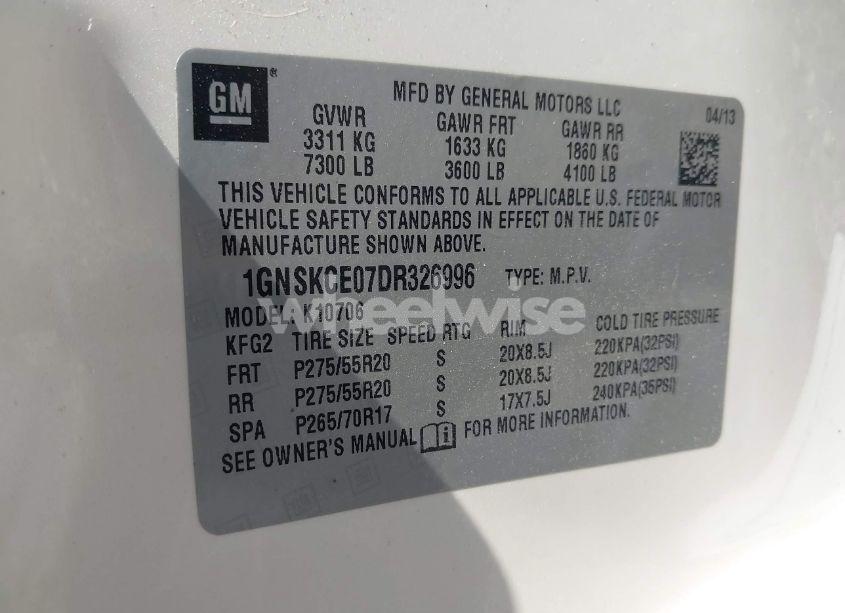 GM®
MFD BY GENERAL MOTORS LLC
04/13
GVWR GAWR FRT GAWR RR
3311 KG 1633 KG 1860 KG
7300 LB 3600 LB 4100 LB
THIS VEHICLE CONFORMS TO ALL APPLICABLE U.S. FEDERAL MOTOR
VEHICLE SAFETY STANDARDS IN EFFECT ON THE DATE OF
MANUFACTURE SHOWN ABOVE.
1GNSKCE07DR326996 TYPE: M.P.V.
MODEL: K10706
wheelwise
KFG2 TIRE SIZE SPEED RTG RIM COLD TIRE PRESSURE
FRT P275/55R20 S 20X8.5J 220KPA(32PSI)
RR P275/55R20 S 20X8.5J 220KPA(32PSI)
SPA P265/70R17 S 17X7.5J 240KPA(35PSI)
SEE OWNER'S MANUAL i FOR MORE INFORMATION.